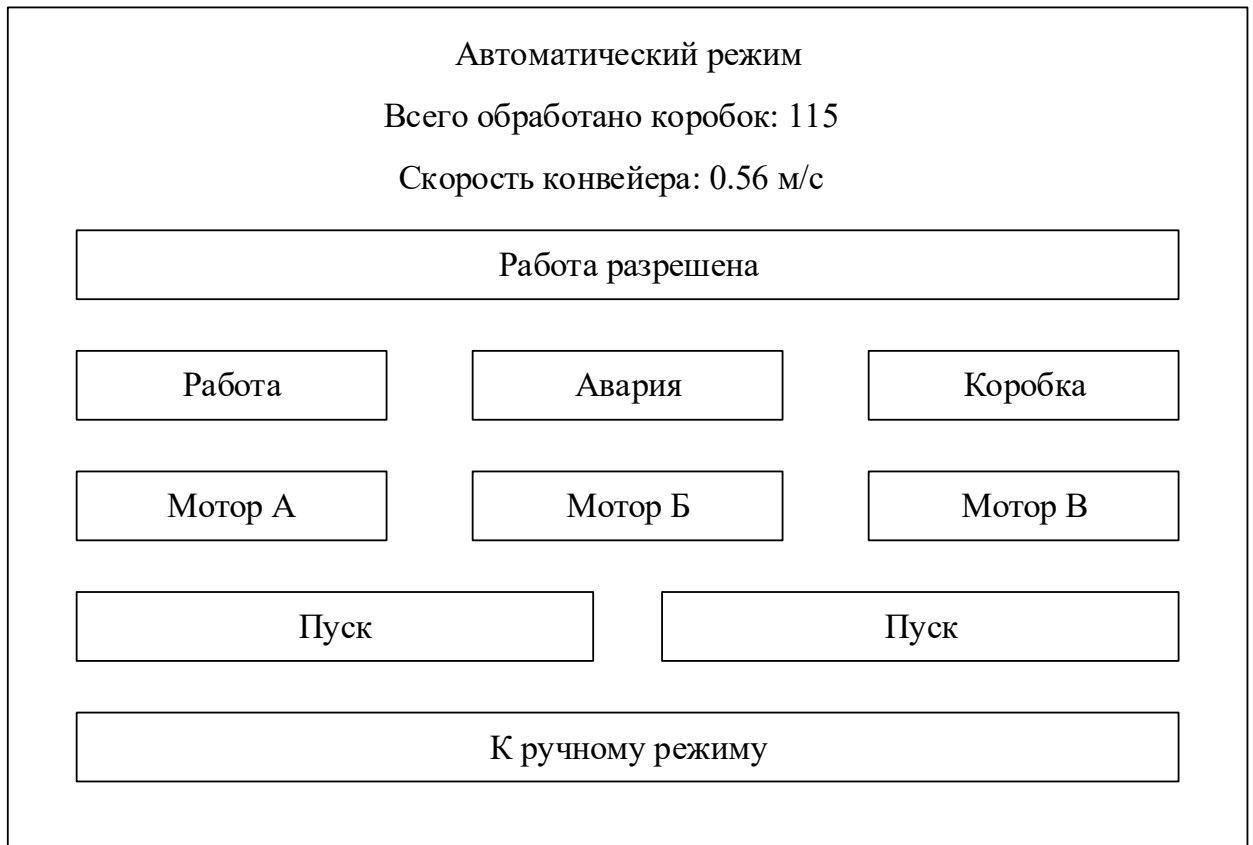 Автоматический режим
Всего обработано коробок: 115
Скорость конвейера: 0.56 м/с
Работа разрешена
Работа Авария Коробка
Мотор А Мотор Б Мотор В
Пуск Пуск
К ручному режиму